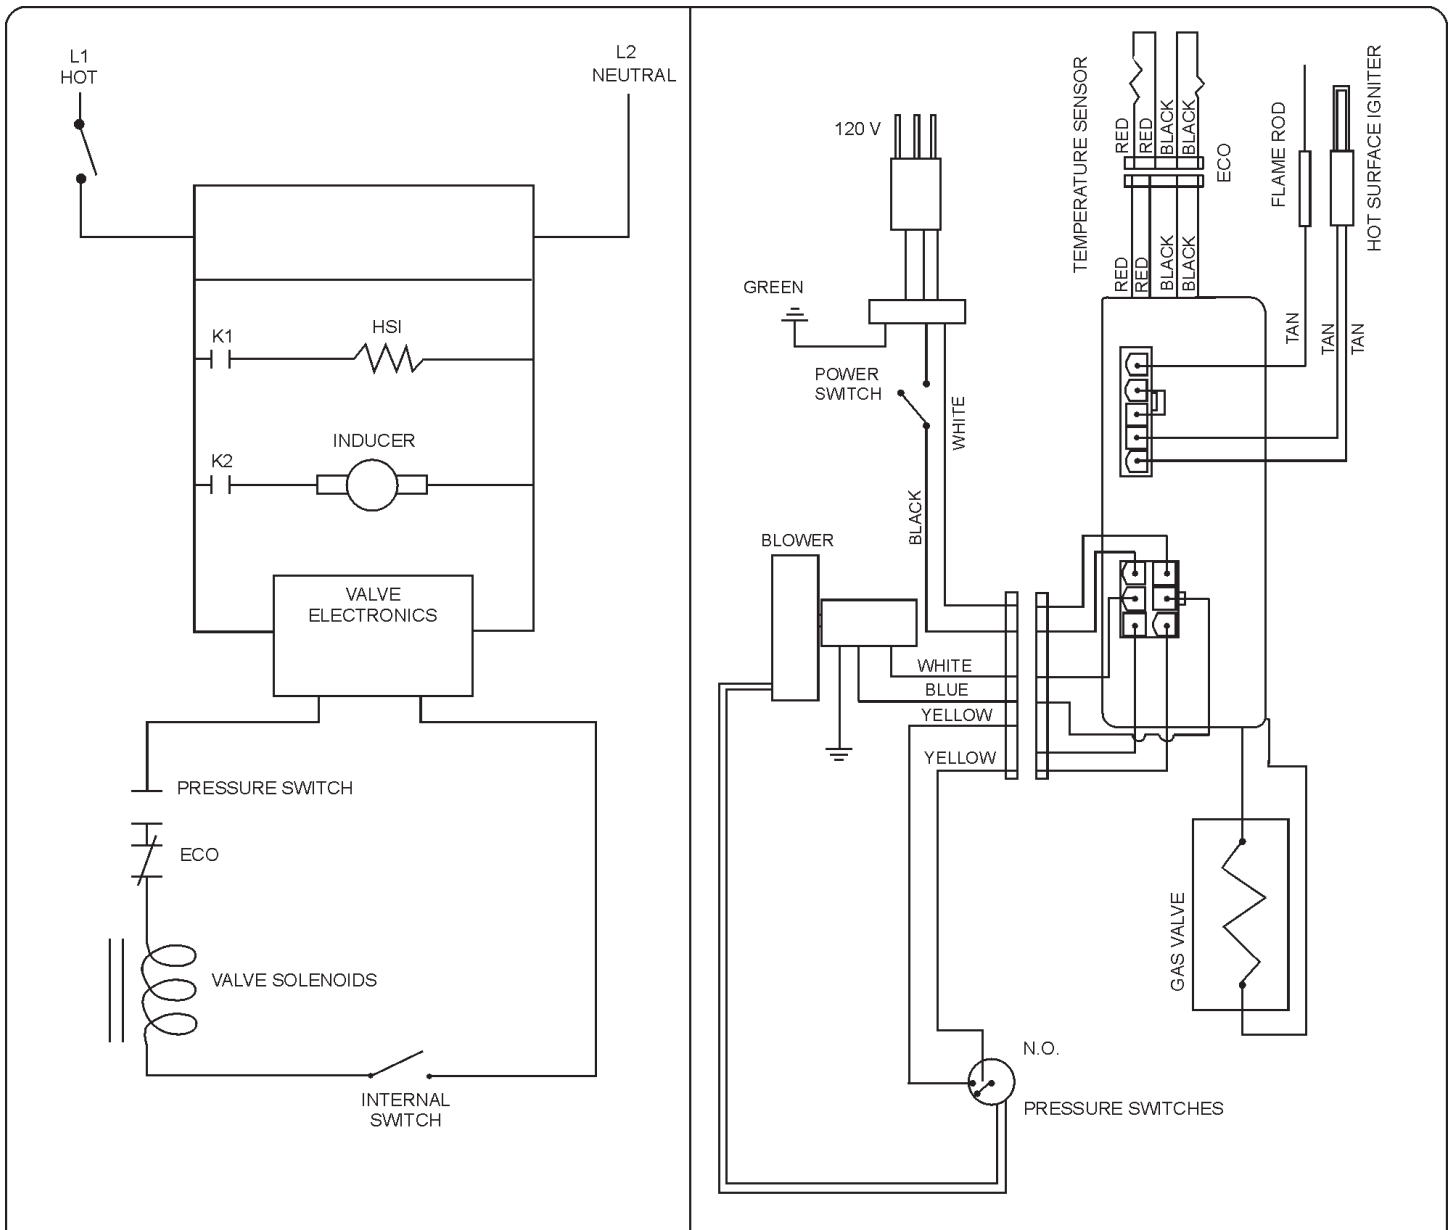 L1
HOT
L2
NEUTRAL
K1
HSI
K2
INDUCER
VALVE
ELECTRONICS
PRESSURE SWITCH
ECO
VALVE SOLENOIDS
INTERNAL
SWITCH
120 V
GREEN
POWER
SWITCH
WHITE
BLACK
BLOWER
WHITE
BLUE
YELLOW
YELLOW
TEMPERATURE SENSOR
RED
RED
BLACK
BLACK
ECO
RED
RED
BLACK
BLACK
FLAME ROD
HOT SURFACE IGNITER
TAN
TAN
TAN
GAS VALVE
N.O.
PRESSURE SWITCHES